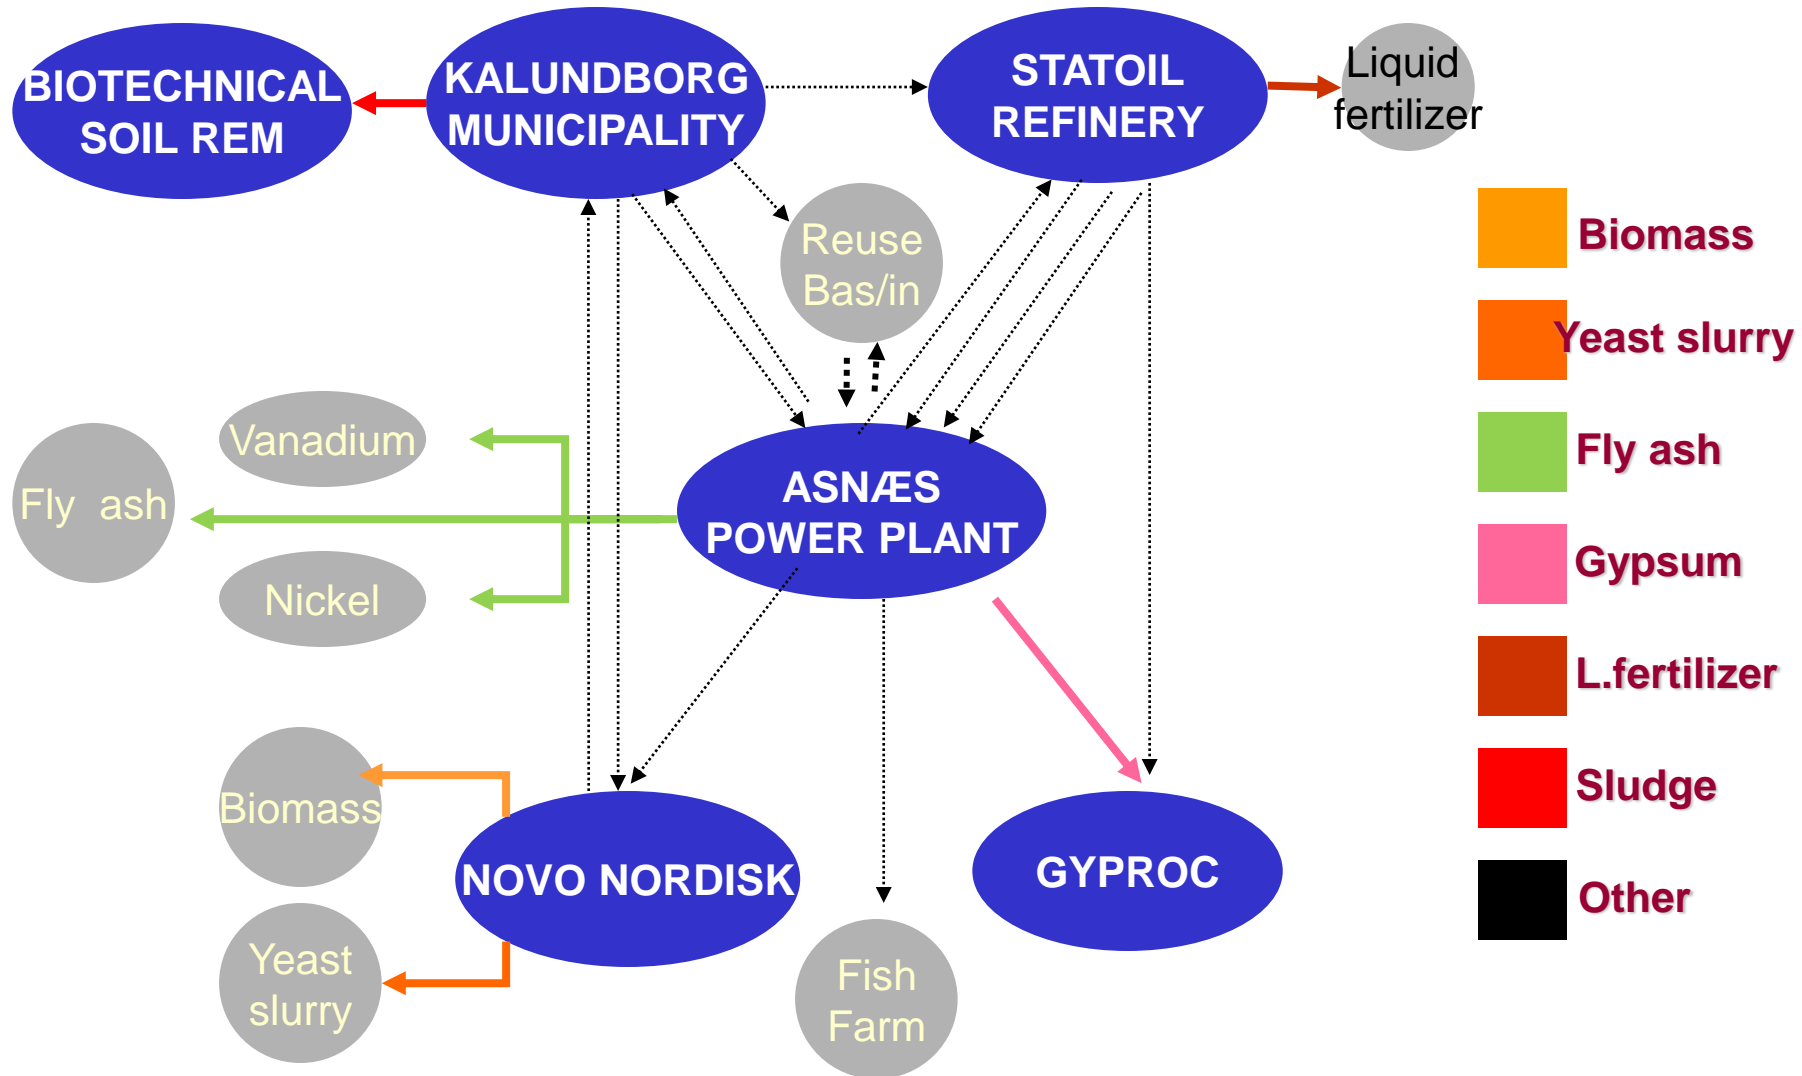 BIOTECHNICAL
SOIL REM
KALUNDBORG
MUNICIPALITY
STATOIL
REFINERY
Liquid
fertilizer
Reuse
Bas/in
Biomass
Yeast slurry
Fly ash
Gypsum
L.fertilizer
Sludge
Other
Vanadium
Fly ash
Nickel
ASNÆS
POWER PLANT
Biomass
NOVO NORDISK
GYPROC
Yeast
slurry
Fish
Farm